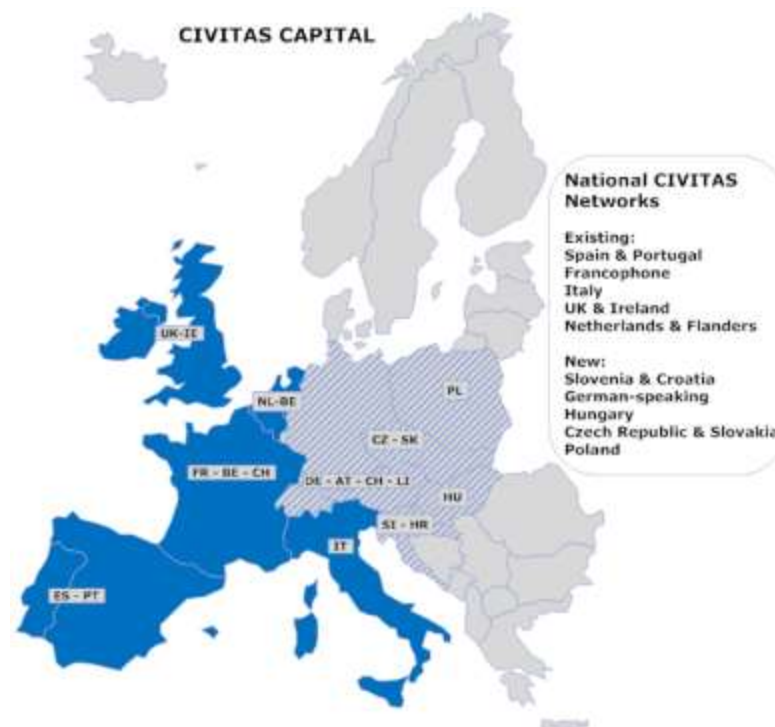 CIVITAS CAPITAL
National CIVITAS
Networks
Existing:
Spain & Portugal
Francophone
Italy
UK & Ireland
Netherlands & Flanders
New:
Slovenia & Croatia
German-speaking
Hungary
Czech Republic & Slovakia
Poland
UK-IE
NL-BE
PL
CZ - SK
FR - BE - CH
DE - AT - CH - LI
HU
SI - HR
IT
ES - PT